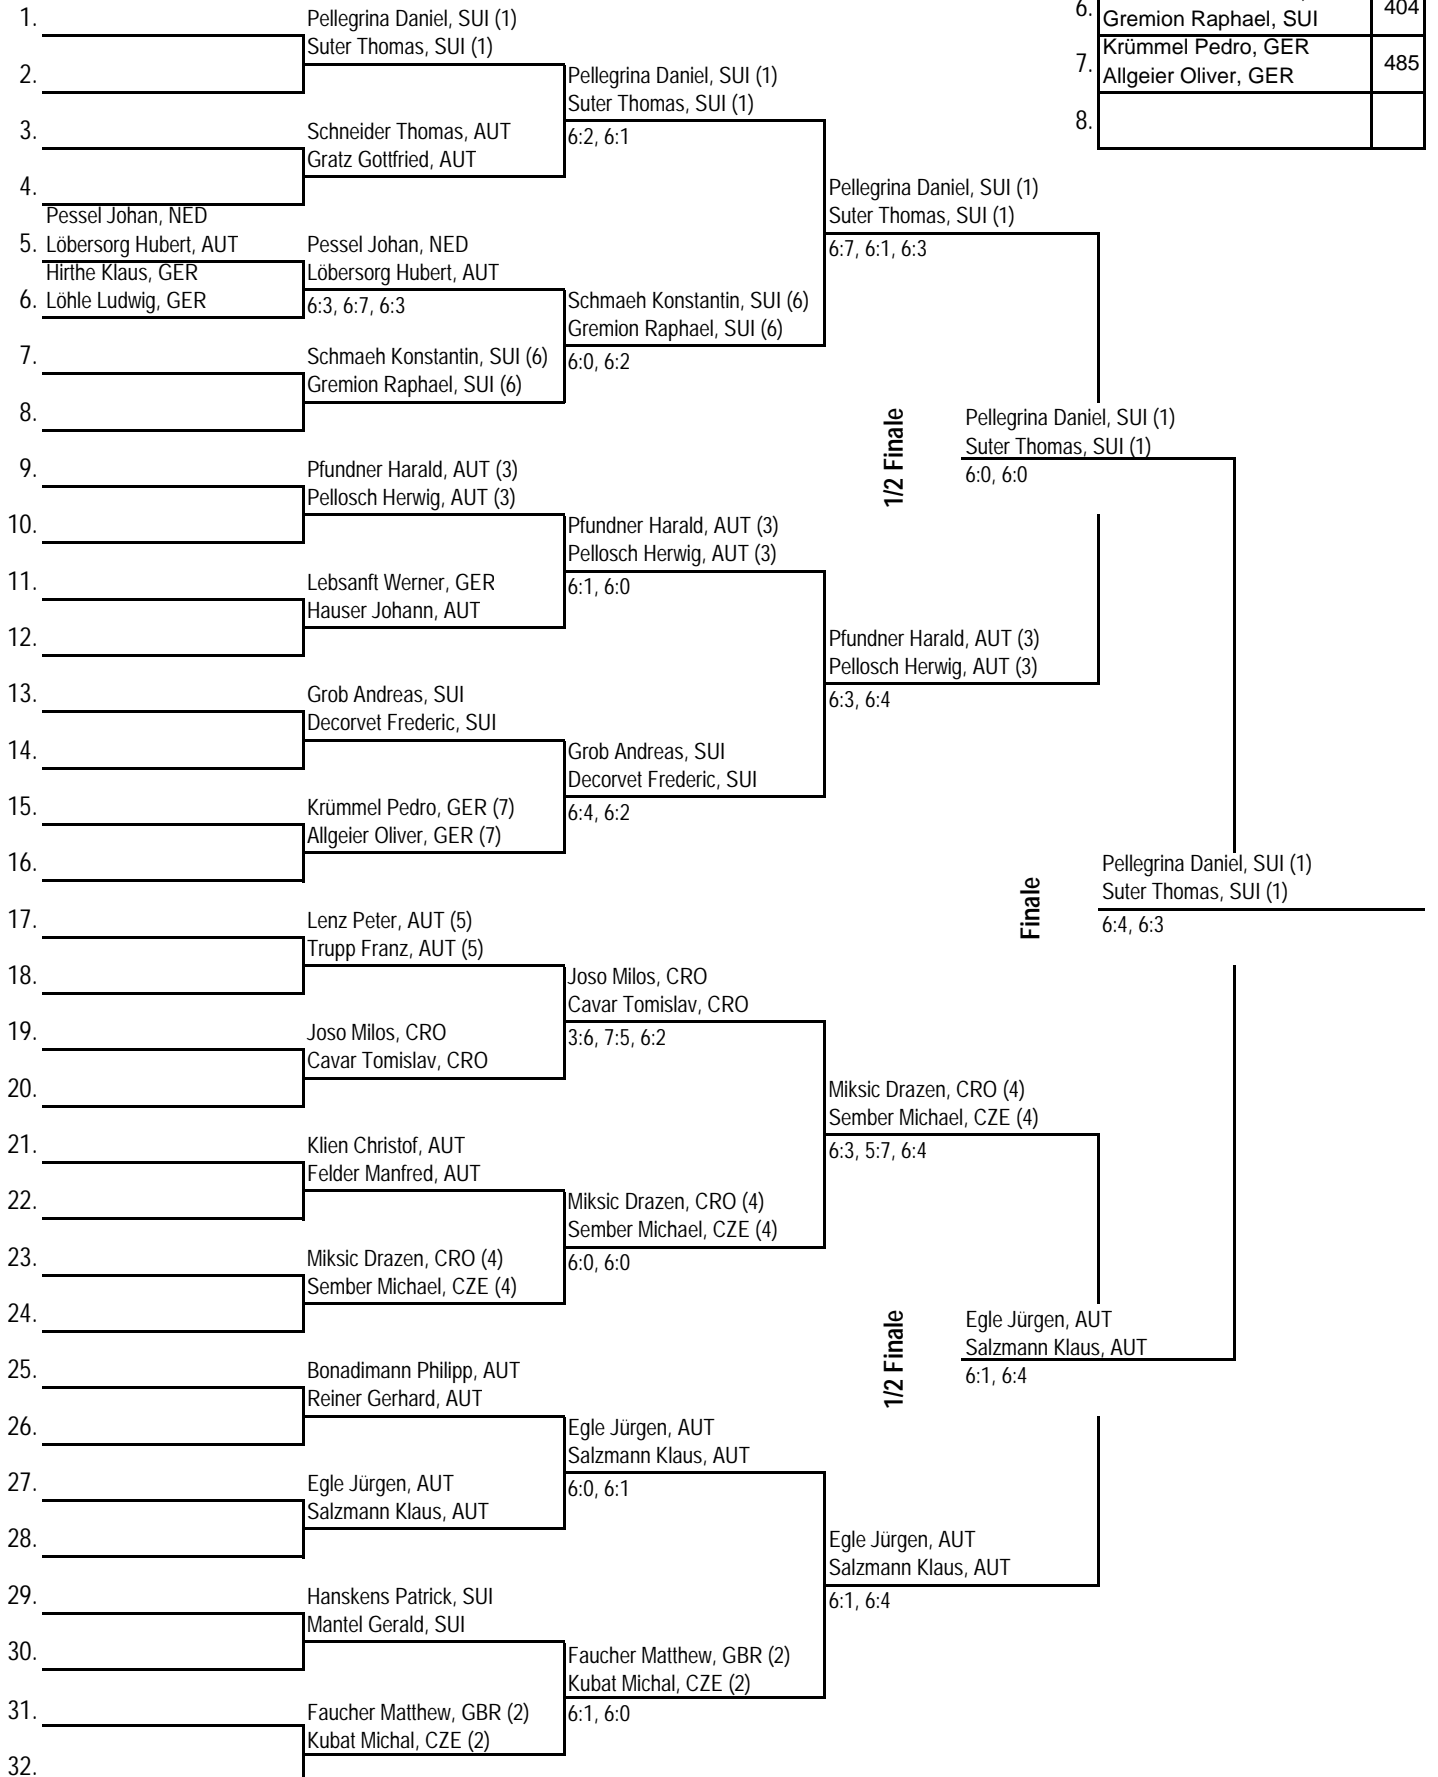 1.
Pellegrina Daniel, SUI (1)
Suter Thomas, SUI (1)
2.
Pellegrina Daniel, SUI (1)
Suter Thomas, SUI (1)
6:2, 6:1
3.
Schneider Thomas, AUT
Gratz Gottfried, AUT
4.
Pellegrina Daniel, SUI (1)
Suter Thomas, SUI (1)
6:7, 6:1, 6:3
Pessel Johan, NED
5. Löbersorg Hubert, AUT
Pessel Johan, NED
Löbersorg Hubert, AUT
6:3, 6:7, 6:3
Hirthe Klaus, GER
6. Löhle Ludwig, GER
Schmaeh Konstantin, SUI (6)
Gremion Raphael, SUI (6)
6:0, 6:2
7.
Schmaeh Konstantin, SUI (6)
Gremion Raphael, SUI (6)
8.
1/2 Finale
Pellegrina Daniel, SUI (1)
Suter Thomas, SUI (1)
6:0, 6:0
9.
Pfundner Harald, AUT (3)
Pellosch Herwig, AUT (3)
10.
Pfundner Harald, AUT (3)
Pellosch Herwig, AUT (3)
6:1, 6:0
11.
Lebsanft Werner, GER
Hauser Johann, AUT
12.
Pfundner Harald, AUT (3)
Pellosch Herwig, AUT (3)
6:3, 6:4
13.
Grob Andreas, SUI
Decorvet Frederic, SUI
14.
Grob Andreas, SUI
Decorvet Frederic, SUI
6:4, 6:2
15.
Krümmel Pedro, GER (7)
Allgeier Oliver, GER (7)
16.
Finale
Pellegrina Daniel, SUI (1)
Suter Thomas, SUI (1)
6:4, 6:3
17.
Lenz Peter, AUT (5)
Trupp Franz, AUT (5)
18.
Joso Milos, CRO
Cavar Tomislav, CRO
3:6, 7:5, 6:2
19.
Joso Milos, CRO
Cavar Tomislav, CRO
20.
Miksic Drazen, CRO (4)
Sember Michael, CZE (4)
6:3, 5:7, 6:4
21.
Klien Christof, AUT
Felder Manfred, AUT
22.
Miksic Drazen, CRO (4)
Sember Michael, CZE (4)
6:0, 6:0
23.
Miksic Drazen, CRO (4)
Sember Michael, CZE (4)
24.
1/2 Finale
Egle Jürgen, AUT
Salzmann Klaus, AUT
6:1, 6:4
25.
Bonadimann Philipp, AUT
Reiner Gerhard, AUT
26.
Egle Jürgen, AUT
Salzmann Klaus, AUT
6:0, 6:1
27.
Egle Jürgen, AUT
Salzmann Klaus, AUT
28.
Egle Jürgen, AUT
Salzmann Klaus, AUT
6:1, 6:4
29.
Hanskens Patrick, SUI
Mantel Gerald, SUI
30.
Faucher Matthew, GBR (2)
Kubat Michal, CZE (2)
6:1, 6:0
31.
Faucher Matthew, GBR (2)
Kubat Michal, CZE (2)
32.
6. Gremion Raphael, SUI 404
Krümmel Pedro, GER
7. Allgeier Oliver, GER 485
8.